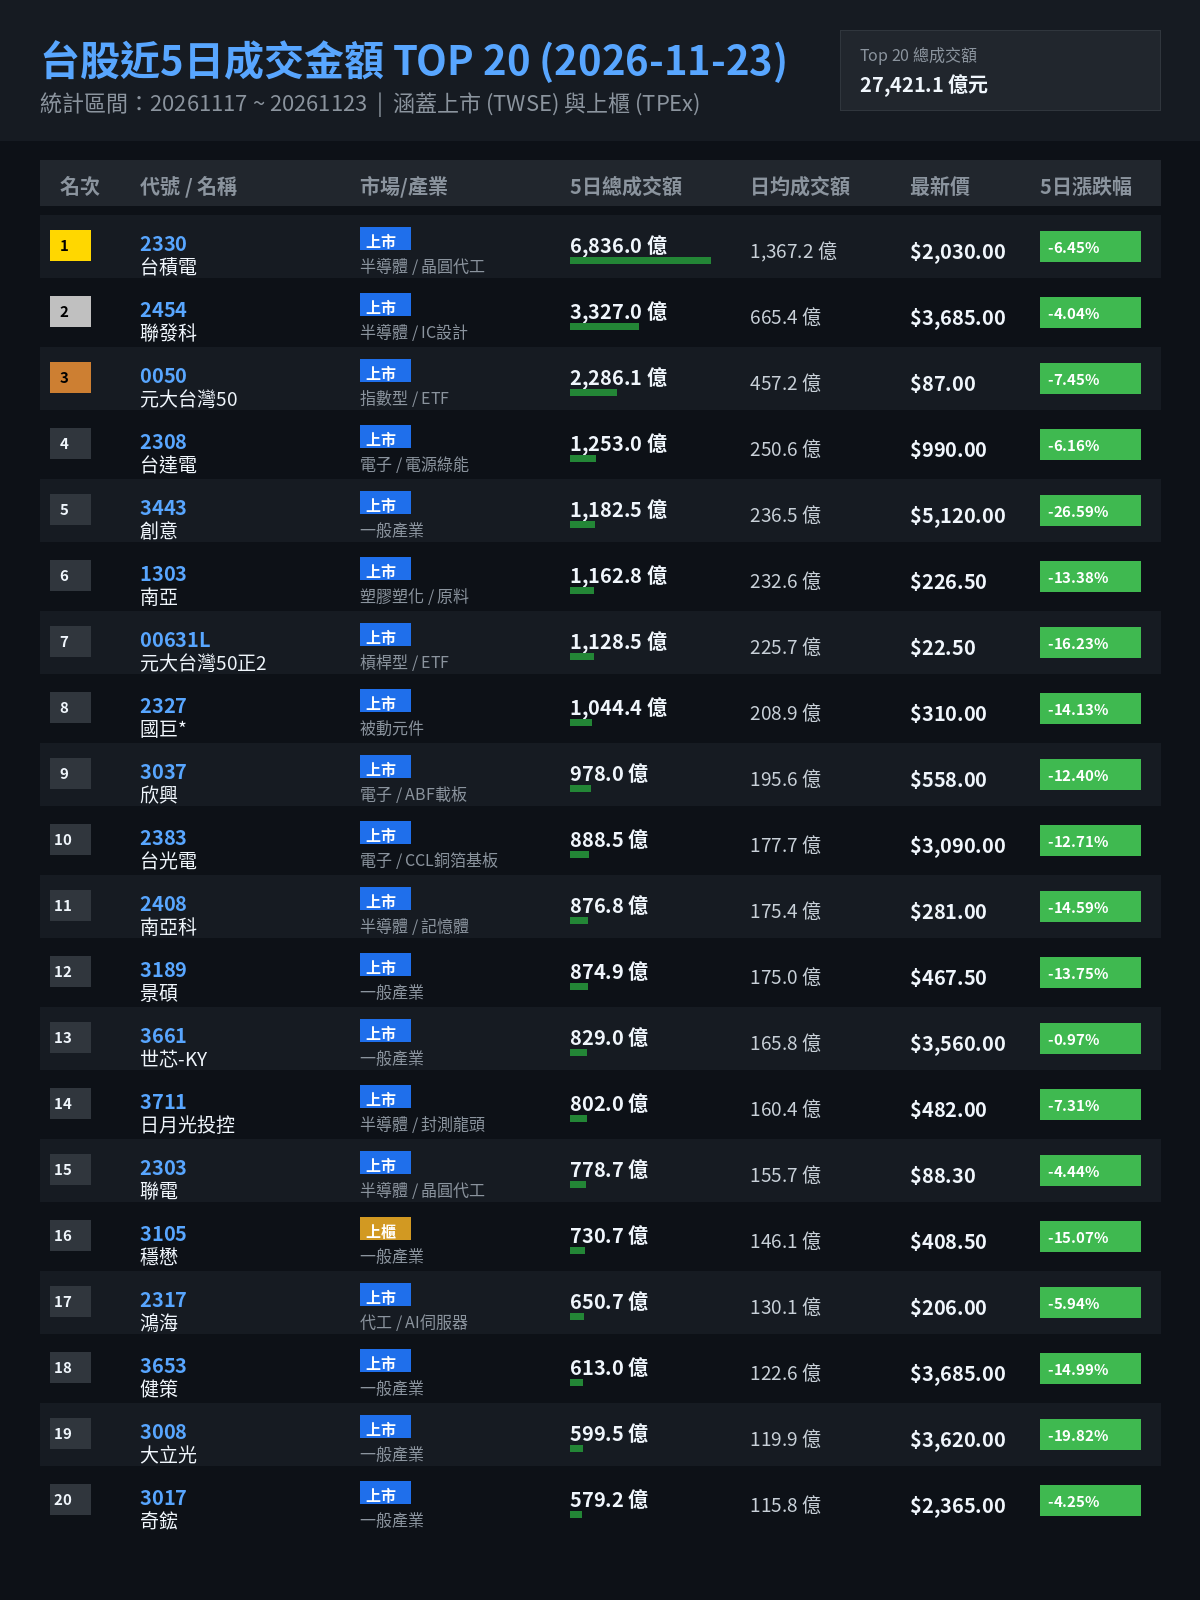 台股近5日成交金額 TOP 20 (2026-11-23)
統計區間：20261117 ~ 20261123 | 涵蓋上市 (TWSE) 與上櫃 (TPEx)
Top 20 總成交額
27,421.1 億元
名次 代號 / 名稱 市場/產業 5日總成交額 日均成交額 最新價 5日漲跌幅
1 2330 台積電 上市 半導體 / 晶圓代工 6,836.0 億 1,367.2 億 $2,030.00 -6.45%
2 2454 聯發科 上市 半導體 / IC設計 3,327.0 億 665.4 億 $3,685.00 -4.04%
3 0050 元大台灣50 上市 指數型 / ETF 2,286.1 億 457.2 億 $87.00 -7.45%
4 2308 台達電 上市 電子 / 電源綠能 1,253.0 億 250.6 億 $990.00 -6.16%
5 3443 創意 上市 一般產業 1,182.5 億 236.5 億 $5,120.00 -26.59%
6 1303 南亞 上市 塑膠塑化 / 原料 1,162.8 億 232.6 億 $226.50 -13.38%
7 00631L 元大台灣50正2 上市 槓桿型 / ETF 1,128.5 億 225.7 億 $22.50 -16.23%
8 2327 國巨* 上市 被動元件 1,044.4 億 208.9 億 $310.00 -14.13%
9 3037 欣興 上市 電子 / ABF載板 978.0 億 195.6 億 $558.00 -12.40%
10 2383 台光電 上市 電子 / CCL銅箔基板 888.5 億 177.7 億 $3,090.00 -12.71%
11 2408 南亞科 上市 半導體 / 記憶體 876.8 億 175.4 億 $281.00 -14.59%
12 3189 景碩 上市 一般產業 874.9 億 175.0 億 $467.50 -13.75%
13 3661 世芯-KY 上市 一般產業 829.0 億 165.8 億 $3,560.00 -0.97%
14 3711 日月光投控 上市 半導體 / 封測龍頭 802.0 億 160.4 億 $482.00 -7.31%
15 2303 聯電 上市 半導體 / 晶圓代工 778.7 億 155.7 億 $88.30 -4.44%
16 3105 穩懋 上櫃 一般產業 730.7 億 146.1 億 $408.50 -15.07%
17 2317 鴻海 上市 代工 / AI伺服器 650.7 億 130.1 億 $206.00 -5.94%
18 3653 健策 上市 一般產業 613.0 億 122.6 億 $3,685.00 -14.99%
19 3008 大立光 上市 一般產業 599.5 億 119.9 億 $3,620.00 -19.82%
20 3017 奇鋐 上市 一般產業 579.2 億 115.8 億 $2,365.00 -4.25%